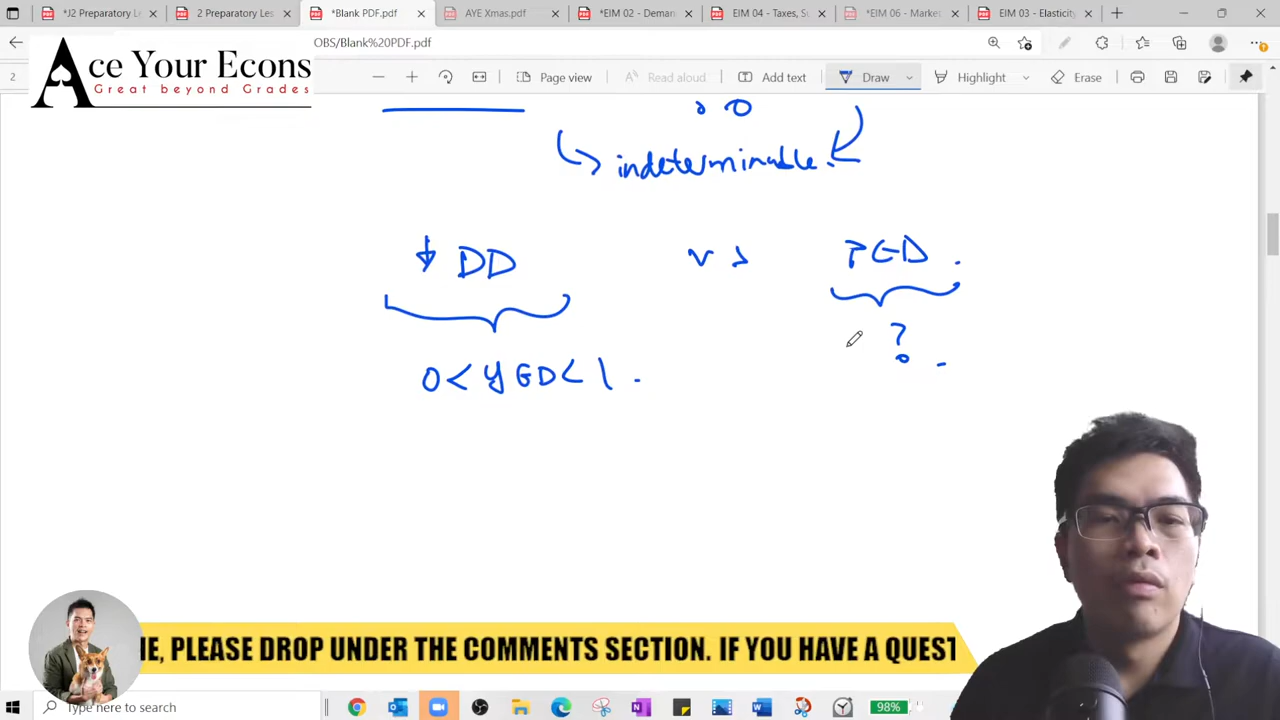 *J2 Preparatory Le
2 Preparatory Les
*Blank PDF.pdf
AYE Xmas.pdf
*EIM 02 - Deman
EIM 04 - Taxes, Su
*EIM 06 - Market
EIM 03 - Elasticity
OBS/Blank%20PDF.pdf
Ace Your Econs
Great beyond Grades
2
Page view
Read aloud
Add text
Draw
Highlight
Erase
indeterminable.
↓ DD vs PED.
0<YED<1. ?
IE, PLEASE DROP UNDER THE COMMENTS SECTION. IF YOU HAVE A QUEST
Type here to search
98%